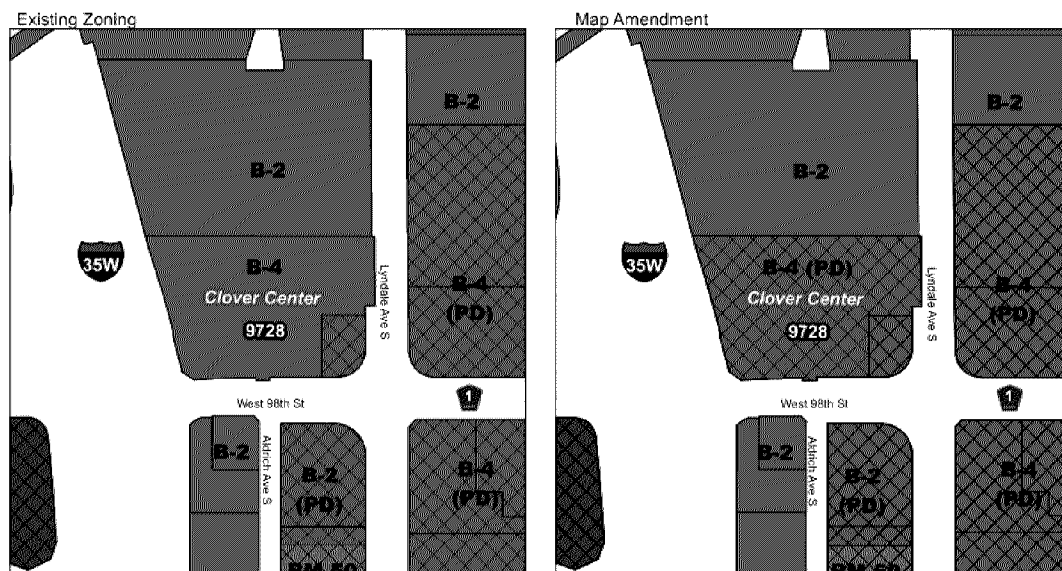 Existing Zoning
B-2
B-2
35W
B-4
Clover Center
9728
Lyndale Ave S
B-4
(PD)
West 98th St
1
B-2
Aldrich Ave S
B-2
(PD)
B-4
(PD)
RM-50
Map Amendment
B-2
B-2
35W
B-4 (PD)
Clover Center
9728
Lyndale Ave S
B-4
(PD)
West 98th St
1
B-2
Aldrich Ave S
B-2
(PD)
B-4
(PD)